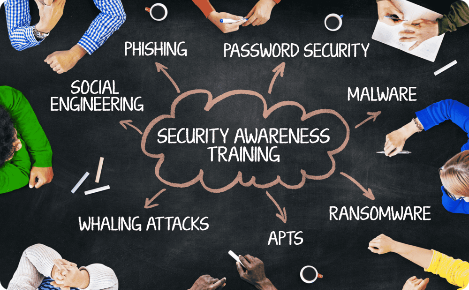 PHISHING
PASSWORD SECURITY
SOCIAL
ENGINEERING
MALWARE
SECURITY AWARENESS
TRAINING
WHALING ATTACKS
APTS
RANSOMWARE